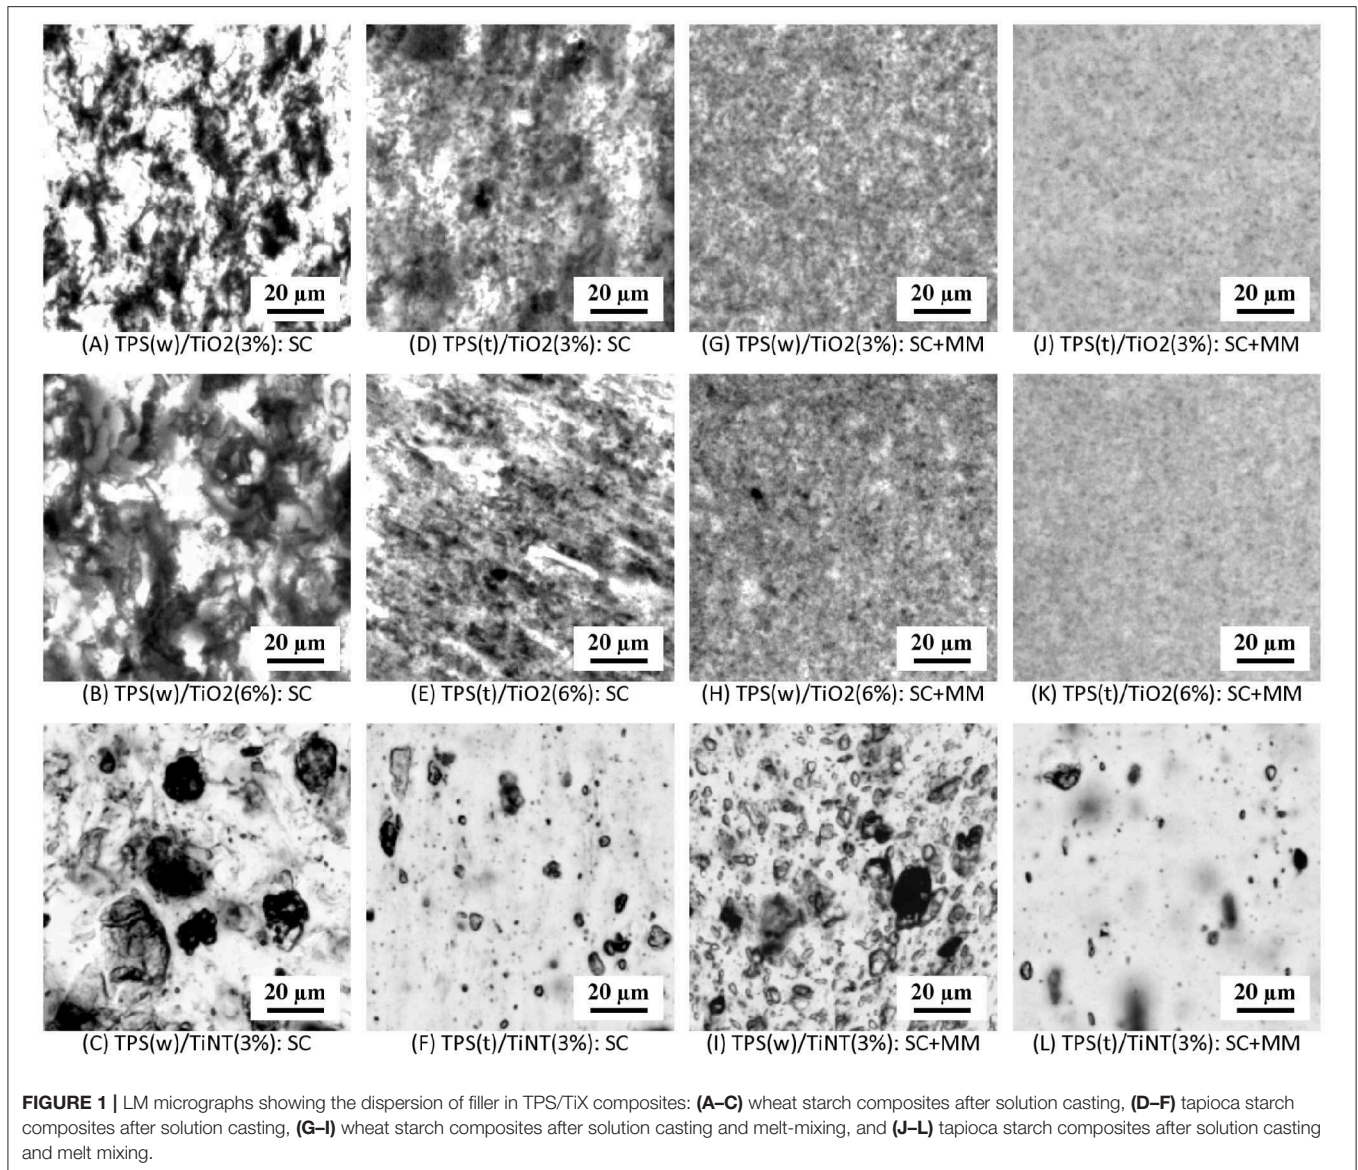 20 µm
20 µm
20 µm
20 µm
(A) TPS(w)/TiO2(3%): SC
(D) TPS(t)/TiO2(3%): SC
(G) TPS(w)/TiO2(3%): SC+MM
(J) TPS(t)/TiO2(3%): SC+MM
20 µm
20 µm
20 µm
20 µm
(B) TPS(w)/TiO2(6%): SC
(E) TPS(t)/TiO2(6%): SC
(H) TPS(w)/TiO2(6%): SC+MM
(K) TPS(t)/TiO2(6%): SC+MM
20 µm
20 µm
20 µm
20 µm
(C) TPS(w)/TiNT(3%): SC
(F) TPS(t)/TiNT(3%): SC
(I) TPS(w)/TiNT(3%): SC+MM
(L) TPS(t)/TiNT(3%): SC+MM
FIGURE 1 | LM micrographs showing the dispersion of filler in TPS/TiX composites: (A–C) wheat starch composites after solution casting, (D–F) tapioca starch
composites after solution casting, (G–I) wheat starch composites after solution casting and melt-mixing, and (J–L) tapioca starch composites after solution casting
and melt mixing.